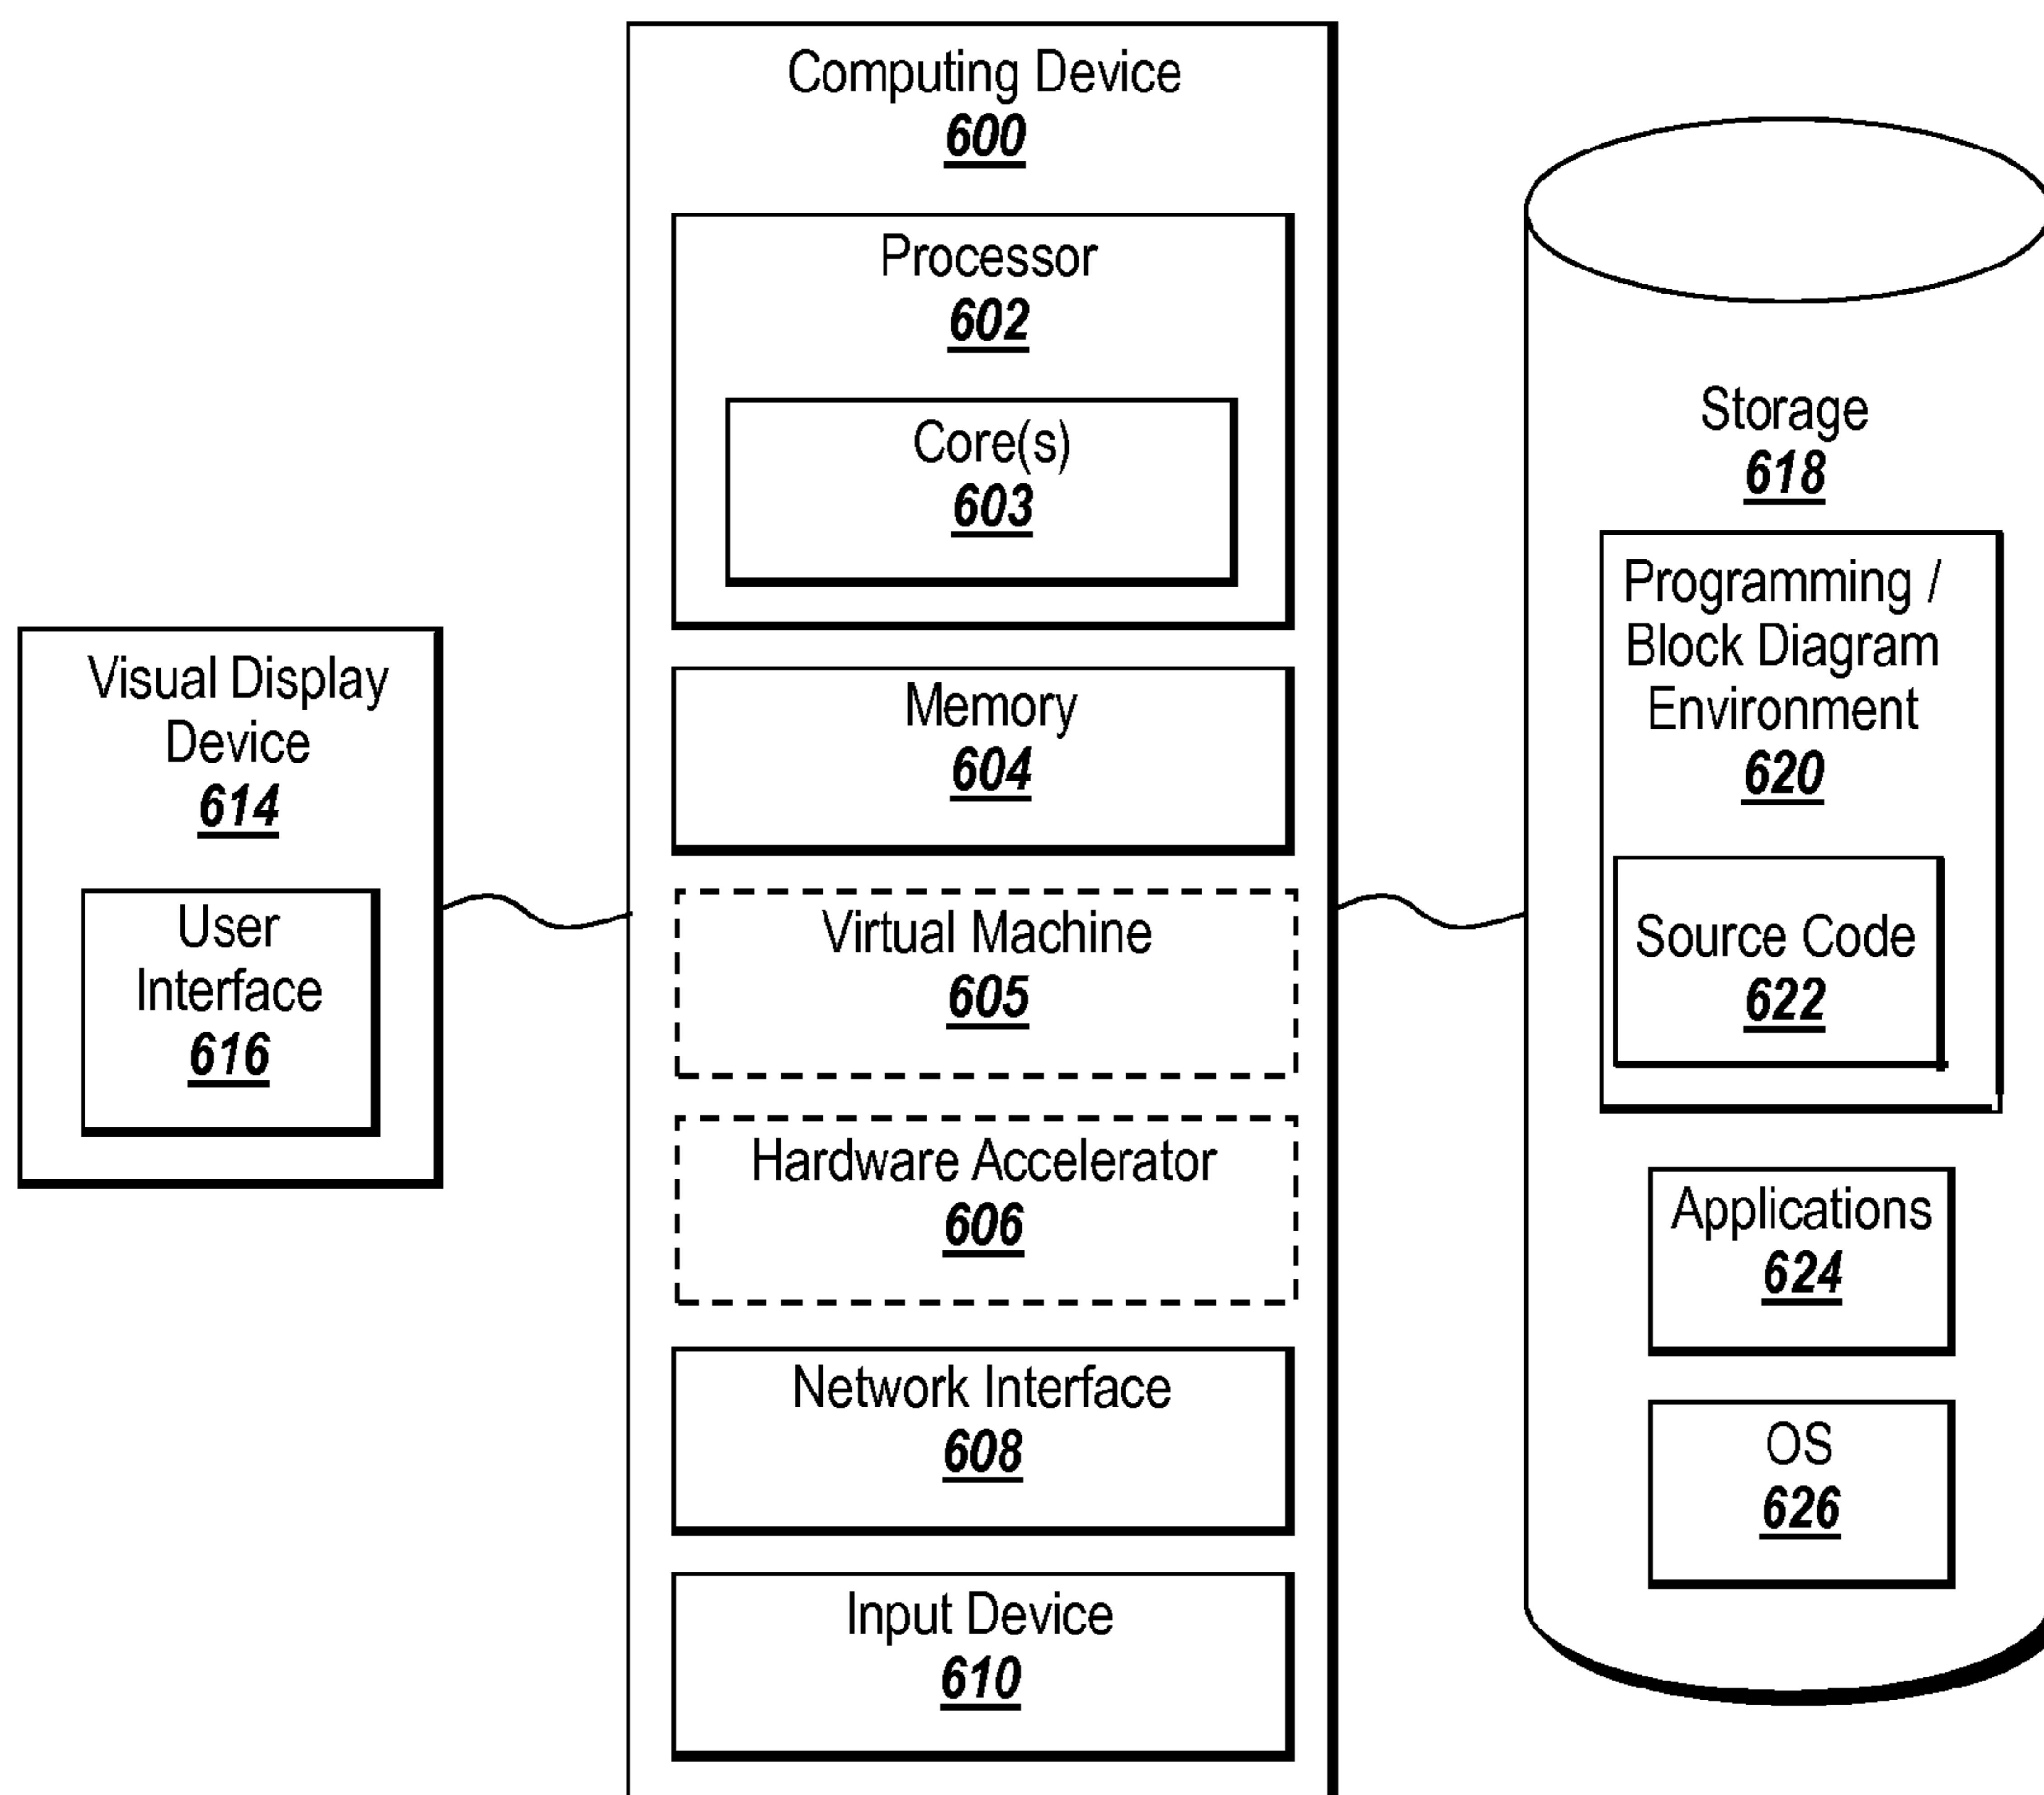 Computing Device
600
Processor
602
Core(s)
603
Memory
604
Virtual Machine
605
Hardware Accelerator
606
Network Interface
608
Input Device
610
Visual Display
Device
614
User
Interface
616
Storage
618
Programming /
Block Diagram
Environment
620
Source Code
622
Applications
624
OS
626